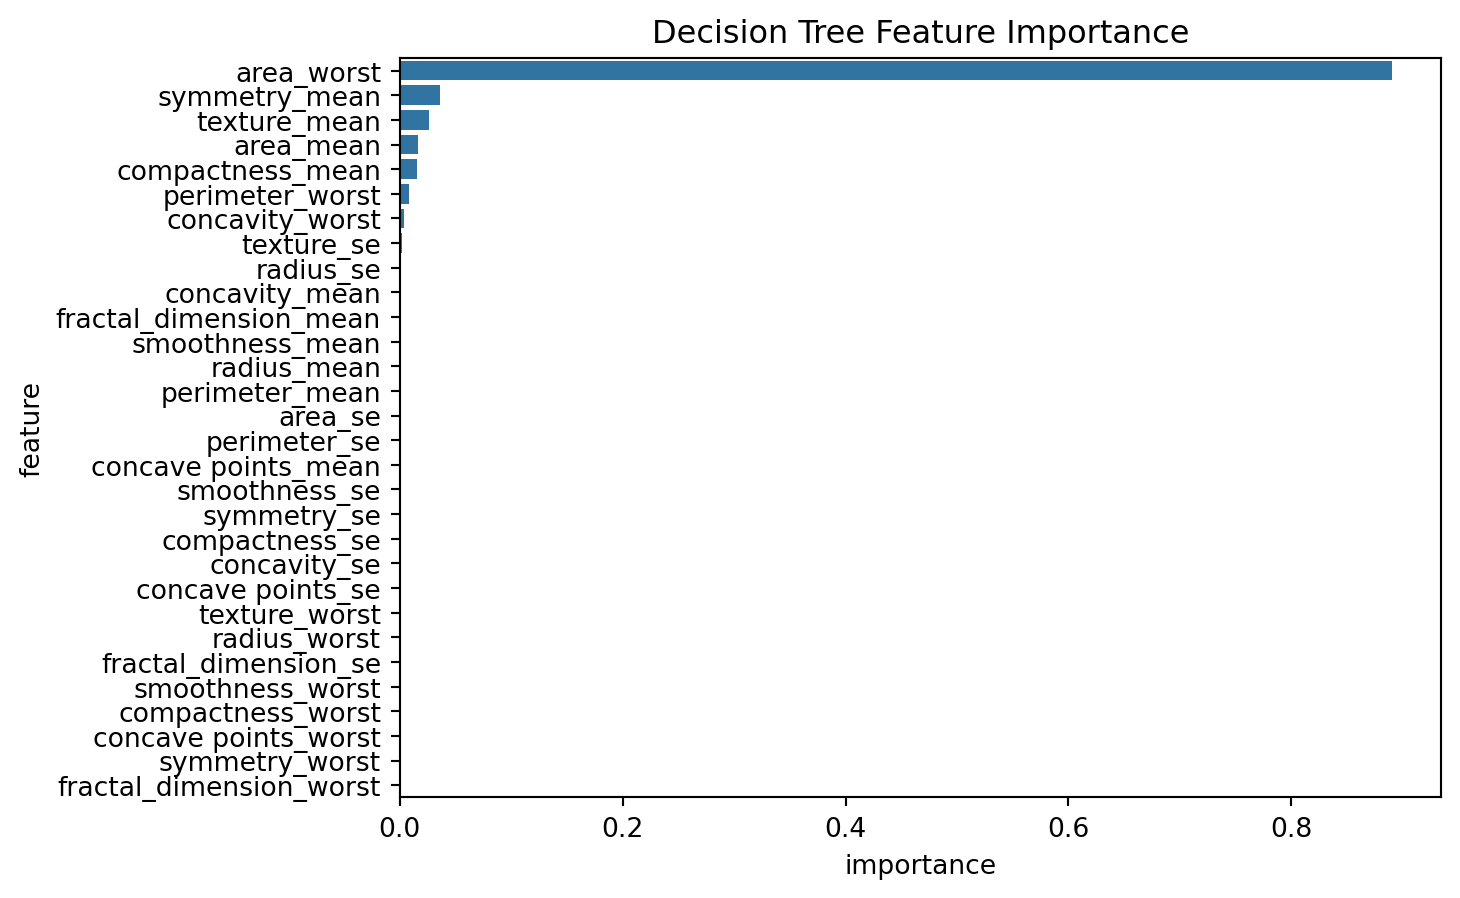 Decision Tree Feature Importance
area_worst
symmetry_mean
texture_mean
area_mean
compactness_mean
perimeter_worst
concavity_worst
texture_se
radius_se
concavity_mean
fractal_dimension_mean
smoothness_mean
radius_mean
perimeter_mean
area_se
perimeter_se
concave points_mean
smoothness_se
symmetry_se
compactness_se
concavity_se
concave points_se
texture_worst
radius_worst
fractal_dimension_se
smoothness_worst
compactness_worst
concave points_worst
symmetry_worst
fractal_dimension_worst
feature
0.0 0.2 0.4 0.6 0.8
importance